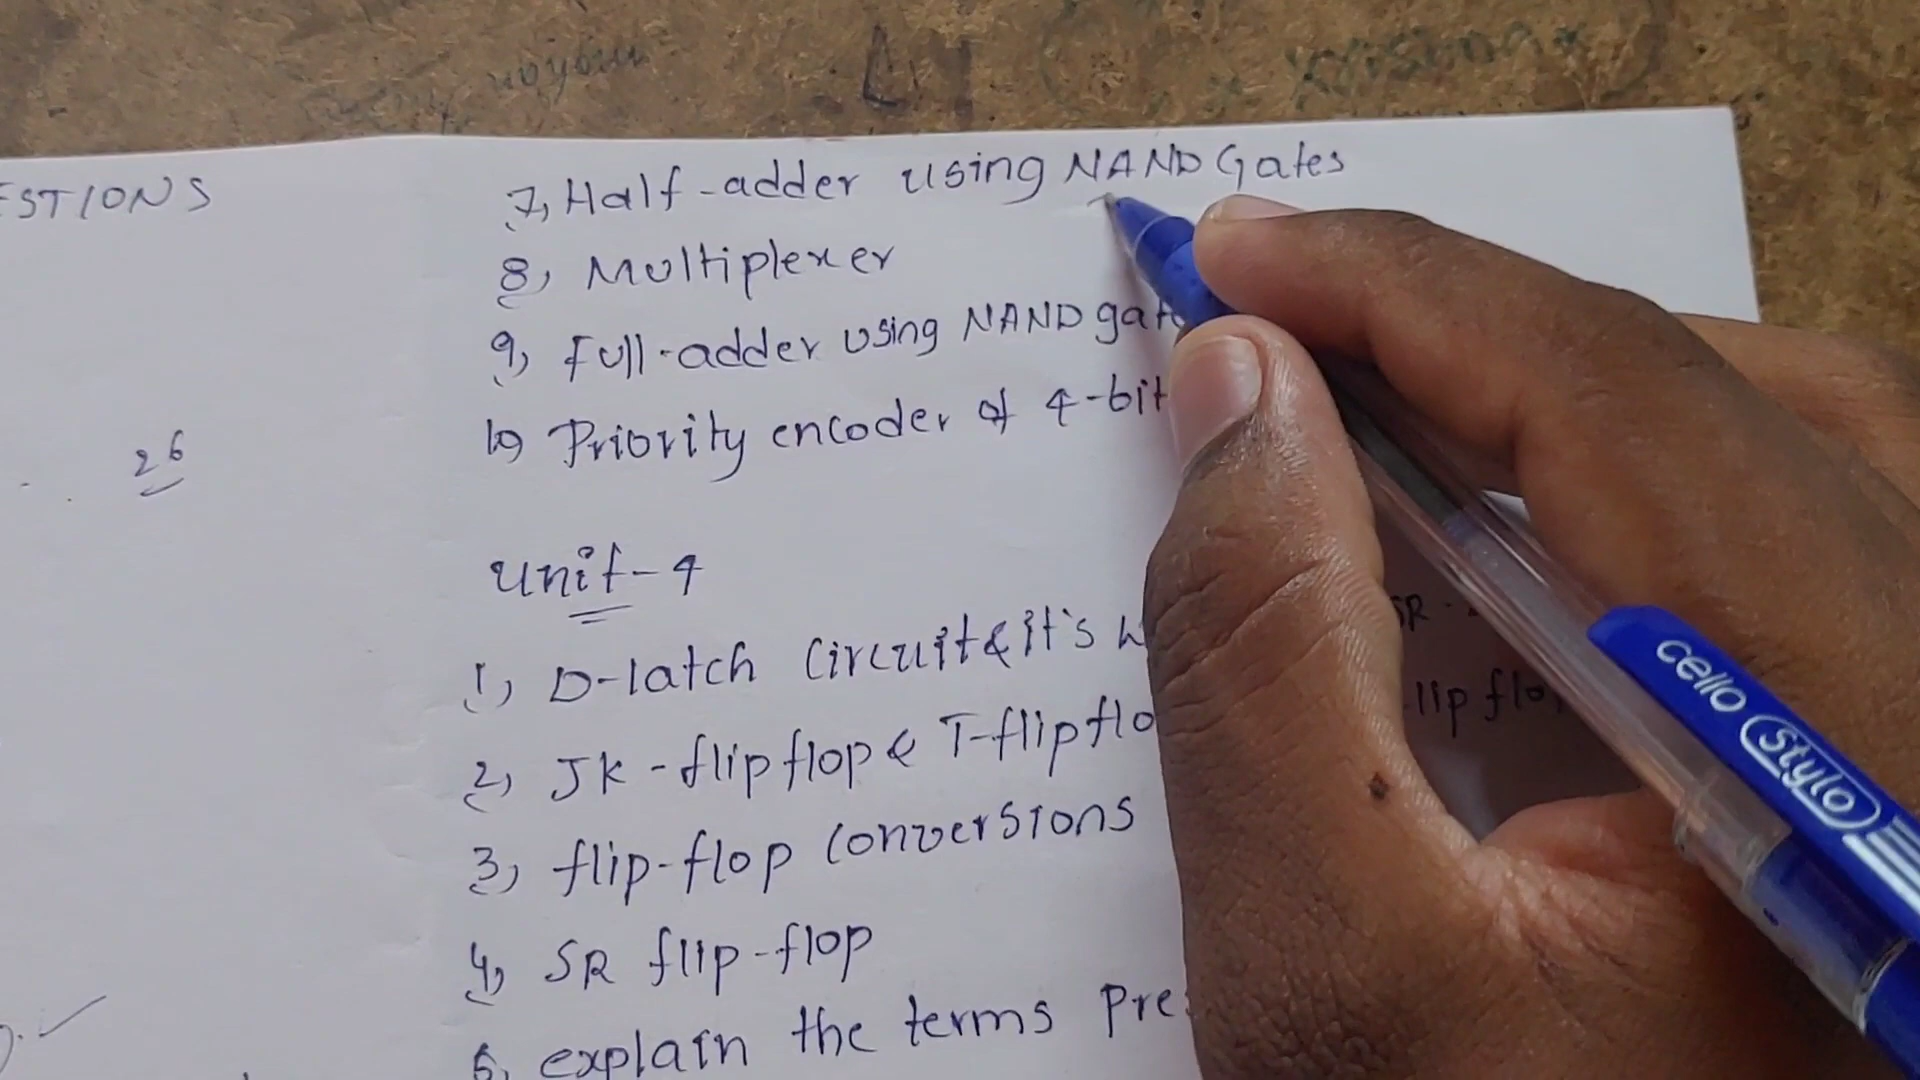 7, Half-adder using NAND Gates
8, Multiplexer
9, Full-adder using NAND gat
10, Priority encoder of 4-bit
26
Unit-4
1, D-latch Circuit & it's
2, JK-flipflop & T-flipflo
3, flip-flop conversions
4, SR flip-flop
5, explain the terms Pre
ESTIONS
SR
lip flo
cello
Stylo